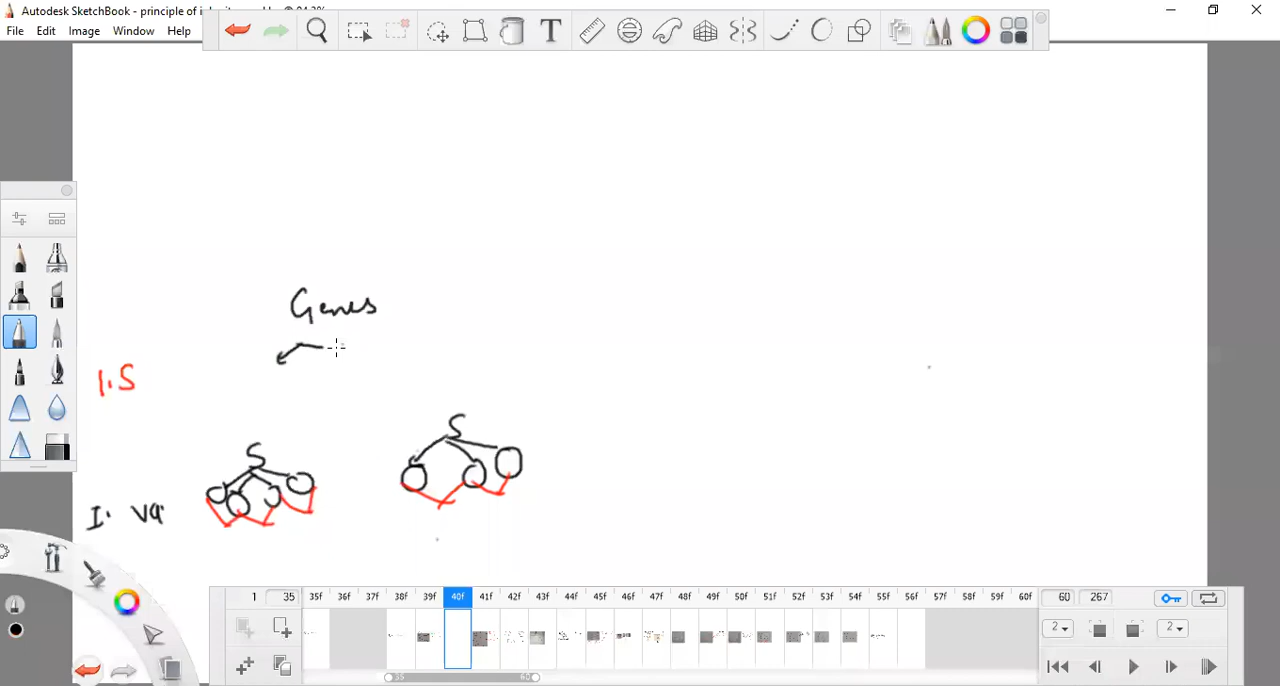 Autodesk SketchBook - principle of i
File Edit Image Window Help
T
Genes
1.S
S
S
I. va
1 35 35f 36f 37f 38f 39f 40f 41f 42f 43f 44f 45f 46f 47f 48f 49f 50f 51f 52f 53f 54f 55f 56f 57f 58f 59f 60f 60 267
2 2
35 60